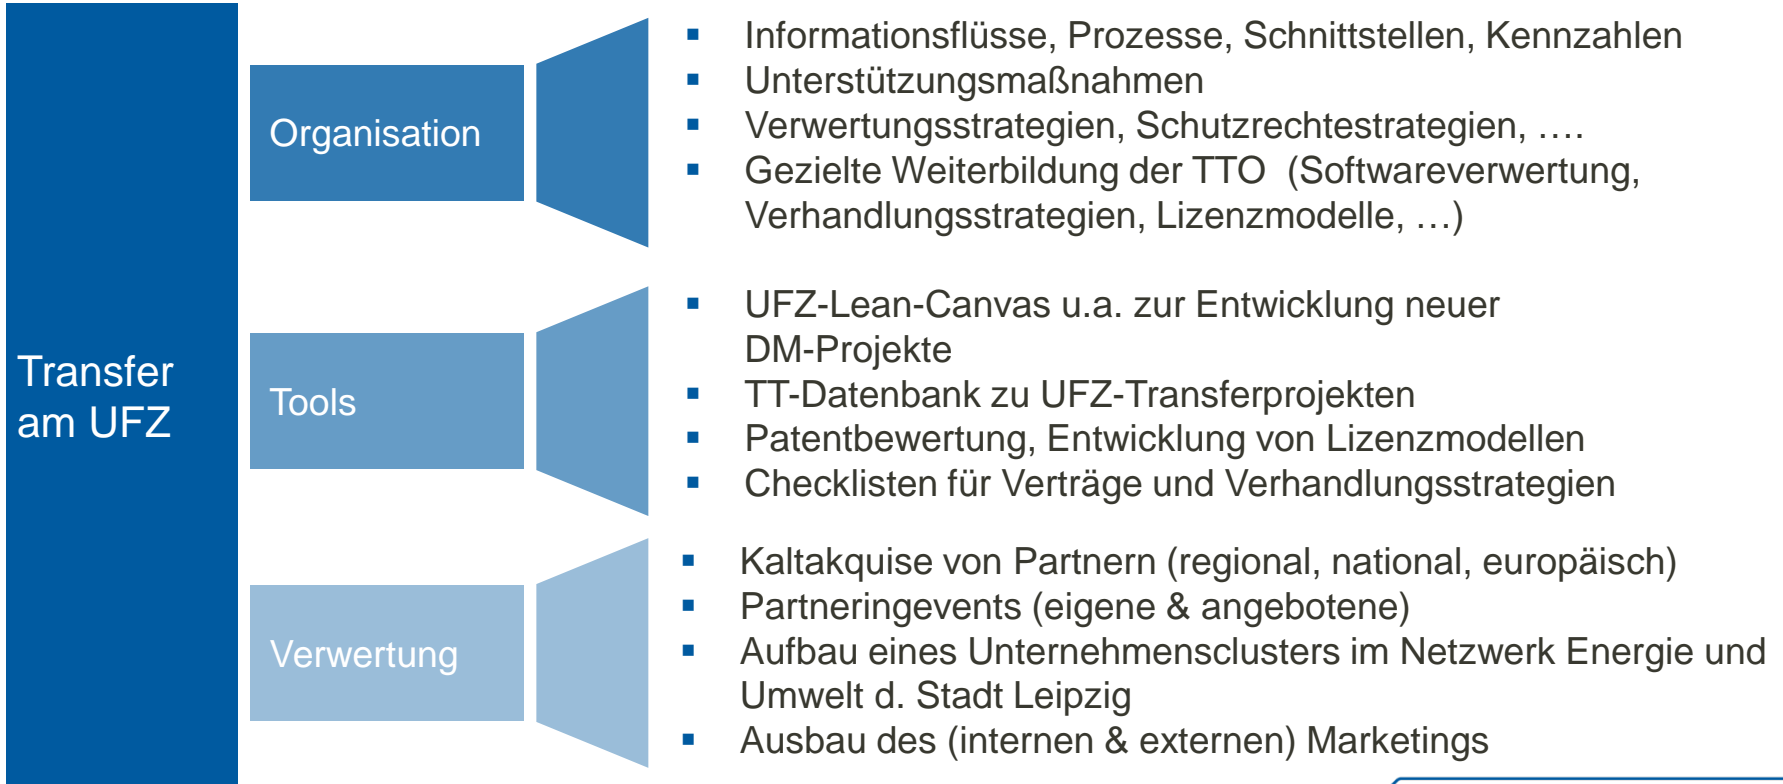 Transfer
am UFZ
Organisation
▪ Informationsflüsse, Prozesse, Schnittstellen, Kennzahlen
▪ Unterstützungsmaßnahmen
▪ Verwertungsstrategien, Schutzrechtestrategien, ….
▪ Gezielte Weiterbildung der TTO (Softwareverwertung,
Verhandlungsstrategien, Lizenzmodelle, …)
Tools
▪ UFZ-Lean-Canvas u.a. zur Entwicklung neuer
DM-Projekte
▪ TT-Datenbank zu UFZ-Transferprojekten
▪ Patentbewertung, Entwicklung von Lizenzmodellen
▪ Checklisten für Verträge und Verhandlungsstrategien
Verwertung
▪ Kaltakquise von Partnern (regional, national, europäisch)
▪ Partneringevents (eigene & angebotene)
▪ Aufbau eines Unternehmensclusters im Netzwerk Energie und
Umwelt d. Stadt Leipzig
▪ Ausbau des (internen & externen) Marketings